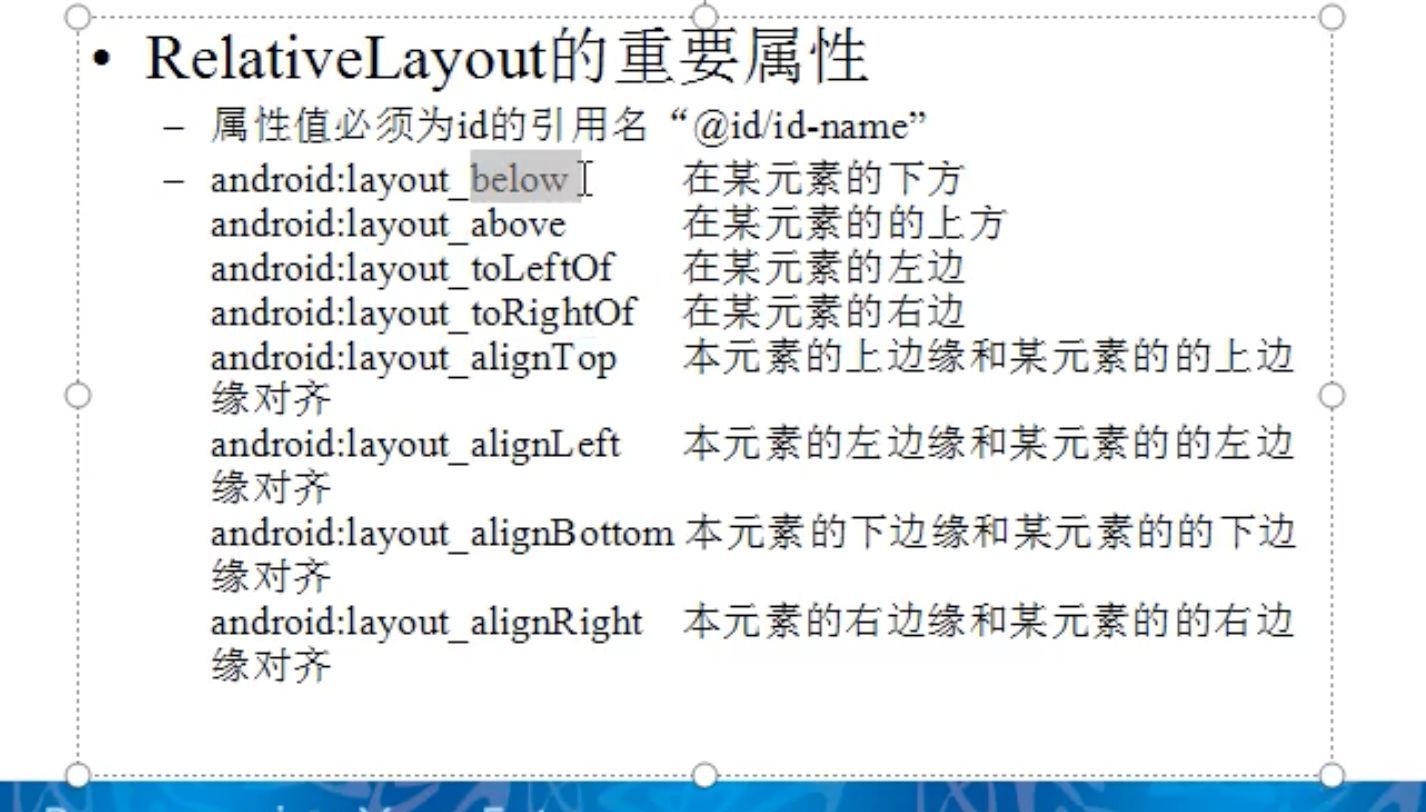 • RelativeLayout的重要属性
– 属性值必须为id的引用名“@id/id-name”
– android:layout_below 在某元素的下方
android:layout_above 在某元素的的上方
android:layout_toLeftOf 在某元素的左边
android:layout_toRightOf 在某元素的右边
android:layout_alignTop 本元素的上边缘和某元素的的上边
缘对齐
android:layout_alignLeft 本元素的左边缘和某元素的的左边
缘对齐
android:layout_alignBottom 本元素的下边缘和某元素的的下边
缘对齐
android:layout_alignRight 本元素的右边缘和某元素的的右边
缘对齐